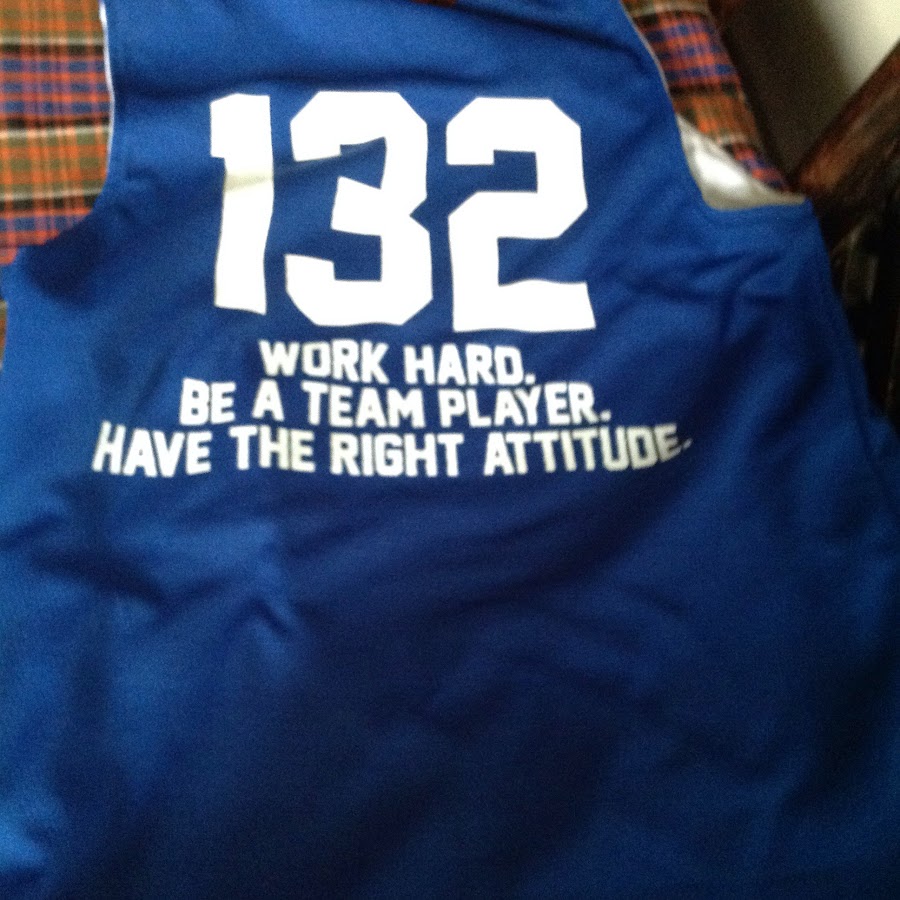 132
WORK HARD.
BE A TEAM PLAYER.
HAVE THE RIGHT ATTITUDE.